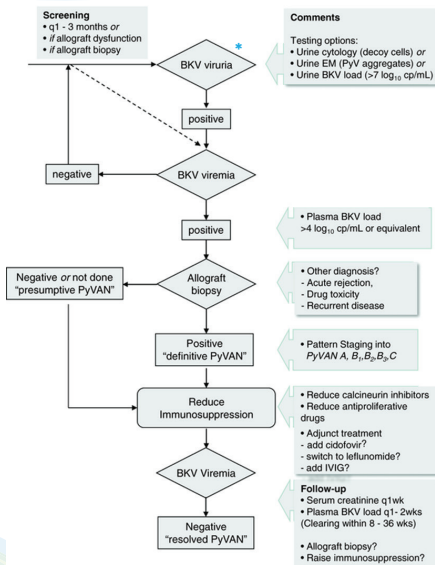 Screening
• q1 - 3 months or
• if allograft dysfunction
• if allograft biopsy
BKV viruria
*
Comments
Testing options:
• Urine cytology (decoy cells) or
• Urine EM (PyV aggregates) or
• Urine BKV load (>7 log10 cp/mL)
positive
negative
BKV viremia
positive
• Plasma BKV load
>4 log10 cp/mL or equivalent
Negative or not done
“presumptive PyVAN”
Allograft
biopsy
• Other diagnosis?
- Acute rejection,
- Drug toxicity
- Recurrent disease
Positive
“definitive PyVAN”
• Pattern Staging into
PyVAN A, B1,B2,B3,C
Reduce
Immunosuppression
• Reduce calcineurin inhibitors
• Reduce antiproliferative
drugs
• Adjunct treatment
- add cidofovir?
- switch to leflunomide?
- add IVIG?
BKV Viremia
Negative
“resolved PyVAN”
Follow-up
• Serum creatinine q1wk
• Plasma BKV load q1- 2wks
(Clearing within 8 - 36 wks)
• Allograft biopsy?
• Raise immunosuppression?